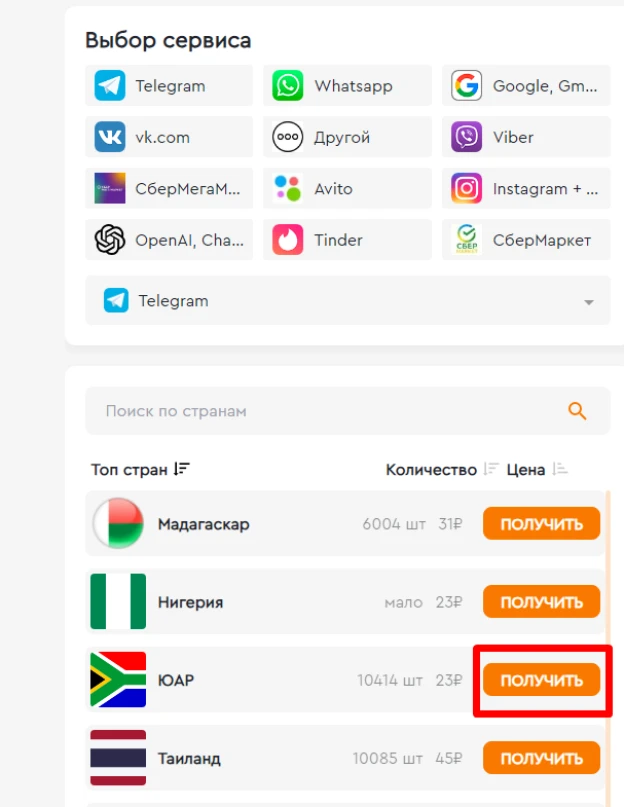 Выбор сервиса
Telegram Whatsapp Google, Gm...
vk.com Другой Viber
СберМегаМ... Avito Instagram + ...
OpenAI, Cha... Tinder СберМаркет
Telegram
Поиск по странам
Топ стран Количество Цена
Мадагаскар 6004 шт 31₽ ПОЛУЧИТЬ
Нигерия мало 23₽ ПОЛУЧИТЬ
ЮАР 10414 шт 23₽ ПОЛУЧИТЬ
Таиланд 10085 шт 45₽ ПОЛУЧИТЬ